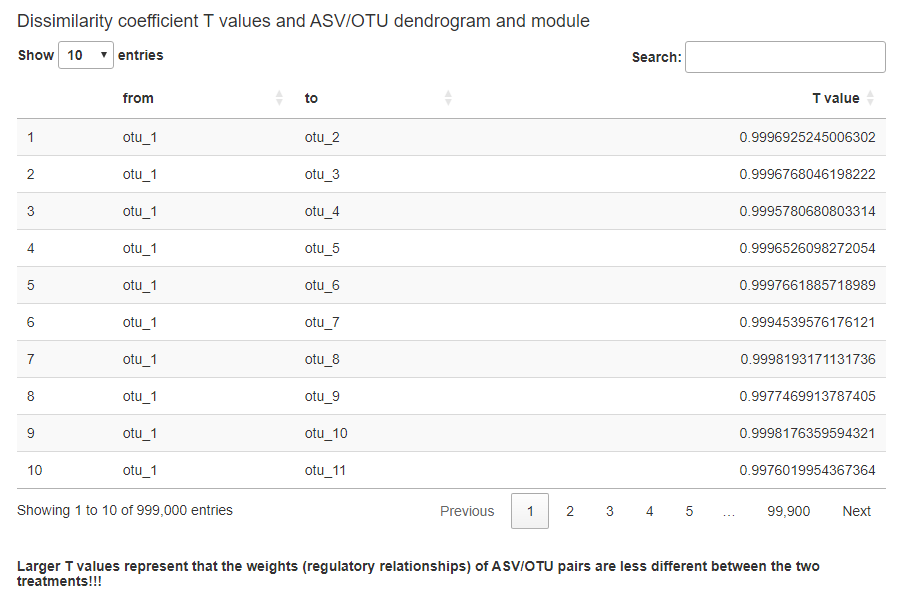 Dissimilarity coefficient T values and ASV/OTU dendrogram and module
Show 10 entries Search:
from to T value
1 otu_1 otu_2 0.9996925245006302
2 otu_1 otu_3 0.9996768046198222
3 otu_1 otu_4 0.9995780680803314
4 otu_1 otu_5 0.9996526098272054
5 otu_1 otu_6 0.9997661885718989
6 otu_1 otu_7 0.9994539576176121
7 otu_1 otu_8 0.9998193171131736
8 otu_1 otu_9 0.9977469913787405
9 otu_1 otu_10 0.9998176359594321
10 otu_1 otu_11 0.9976019954367364
Showing 1 to 10 of 999,000 entries Previous 1 2 3 4 5 … 99,900 Next
Larger T values represent that the weights (regulatory relationships) of ASV/OTU pairs are less different between the two
treatments!!!